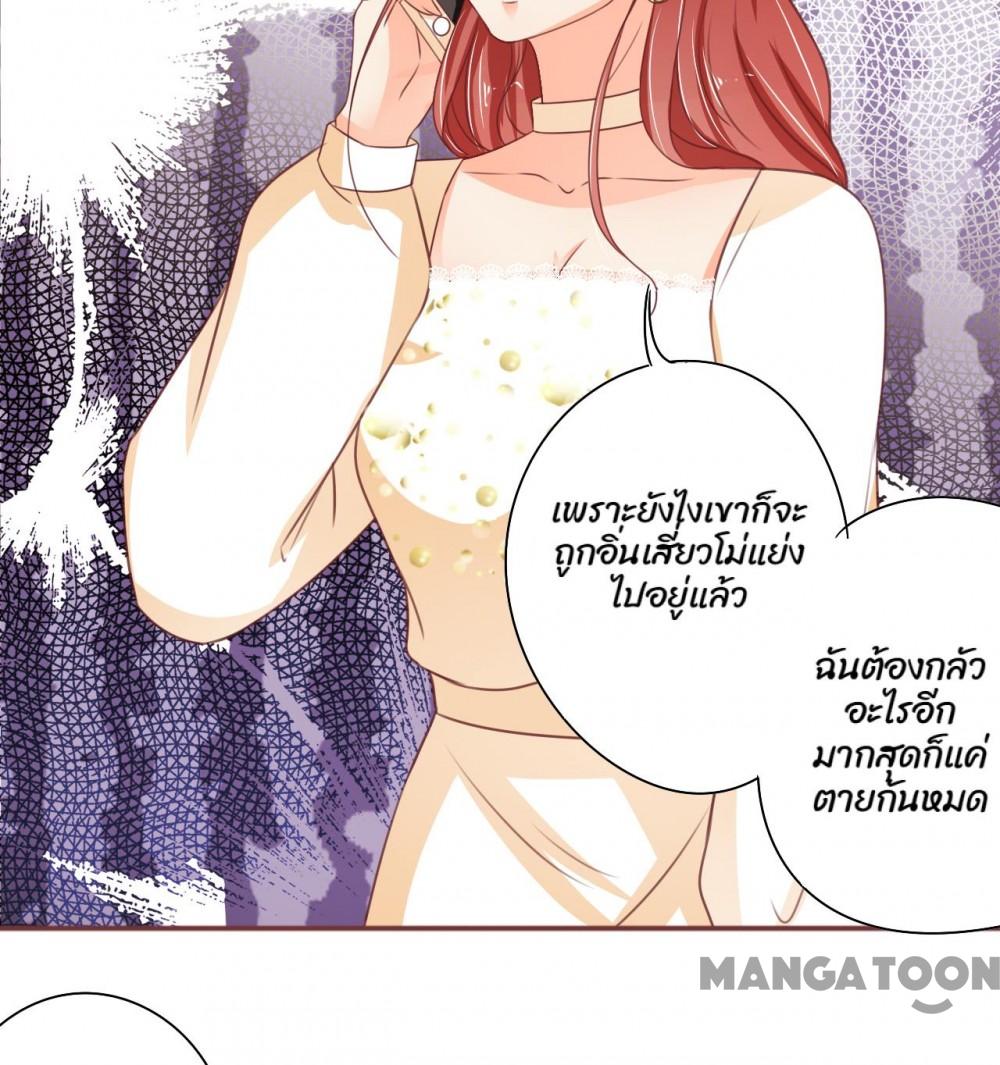 เพราะยังไงเขาก็จะ
ถูกอิ่นเสี่ยวโม่แย่ง
ไปอยู่แล้ว
ฉันต้องกลัว
อะไรอีก
มากสุดก็แค่
ตายกันหมด
MANGATOON